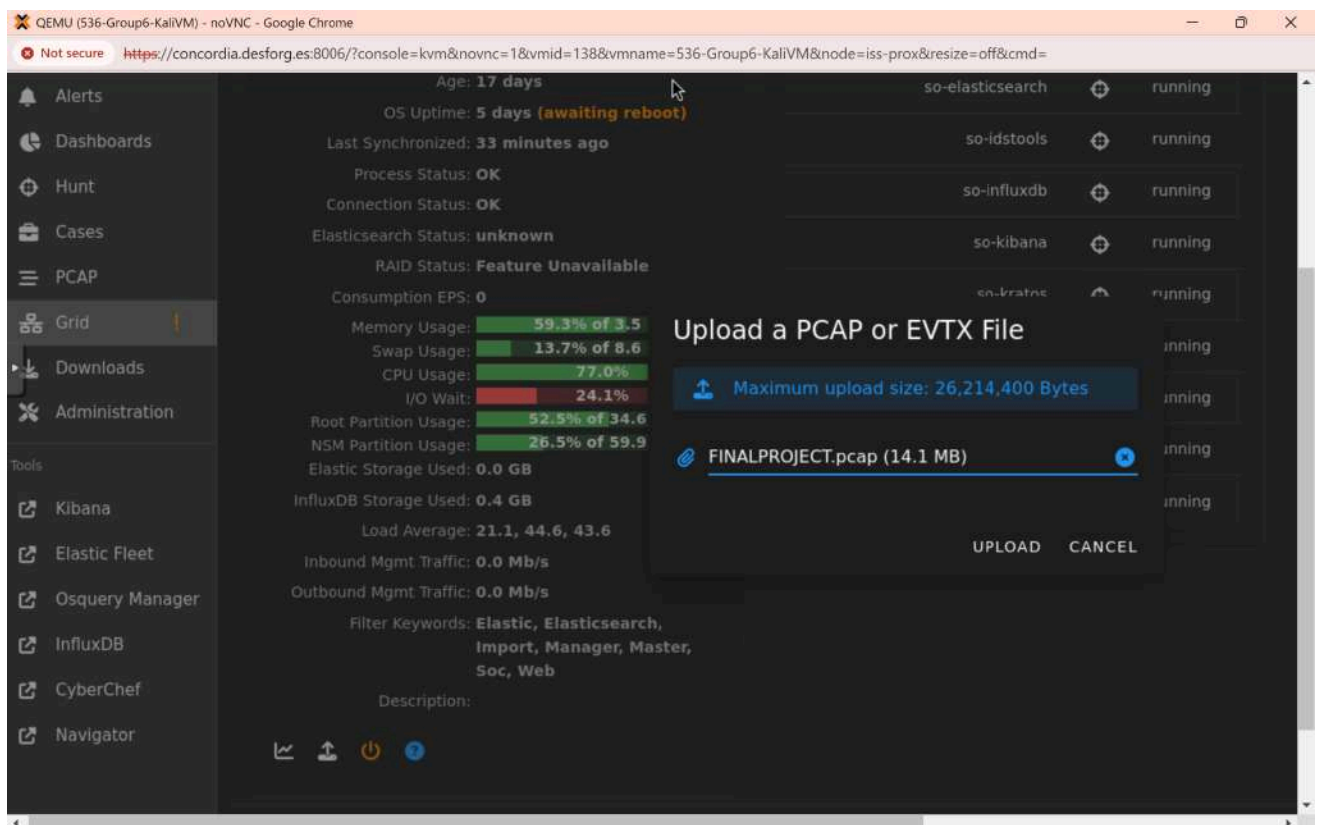 QEMU (536-Group6-KaliVM) - noVNC - Google Chrome
Not secure https://concordia.desforg.es:8006/?console=kvm&novnc=1&vmid=138&vmname=536-Group6-KaliVM&node=iss-prox&resize=off&cmd=
Alerts
Dashboards
Hunt
Cases
PCAP
Grid !
Downloads
Administration
Tools
Kibana
Elastic Fleet
Osquery Manager
InfluxDB
CyberChef
Navigator
Age: 17 days
OS Uptime: 5 days (awaiting reboot)
Last Synchronized: 33 minutes ago
Process Status: OK
Connection Status: OK
Elasticsearch Status: unknown
RAID Status: Feature Unavailable
Consumption EPS: 0
Memory Usage: 59.3% of 3.5
Swap Usage: 13.7% of 8.6
CPU Usage: 77.0%
I/O Wait: 24.1%
Root Partition Usage: 52.5% of 34.6
NSM Partition Usage: 26.5% of 59.9
Elastic Storage Used: 0.0 GB
InfluxDB Storage Used: 0.4 GB
Load Average: 21.1, 44.6, 43.6
Inbound Mgmt Traffic: 0.0 Mb/s
Outbound Mgmt Traffic: 0.0 Mb/s
Filter Keywords: Elastic, Elasticsearch,
Import, Manager, Master,
Soc, Web
Description:
so-elasticsearch running
so-idstools running
so-influxdb running
so-kibana running
so-kratos running
unning
unning
unning
unning
Upload a PCAP or EVTX File
Maximum upload size: 26,214,400 Bytes
FINALPROJECT.pcap (14.1 MB)
UPLOAD CANCEL